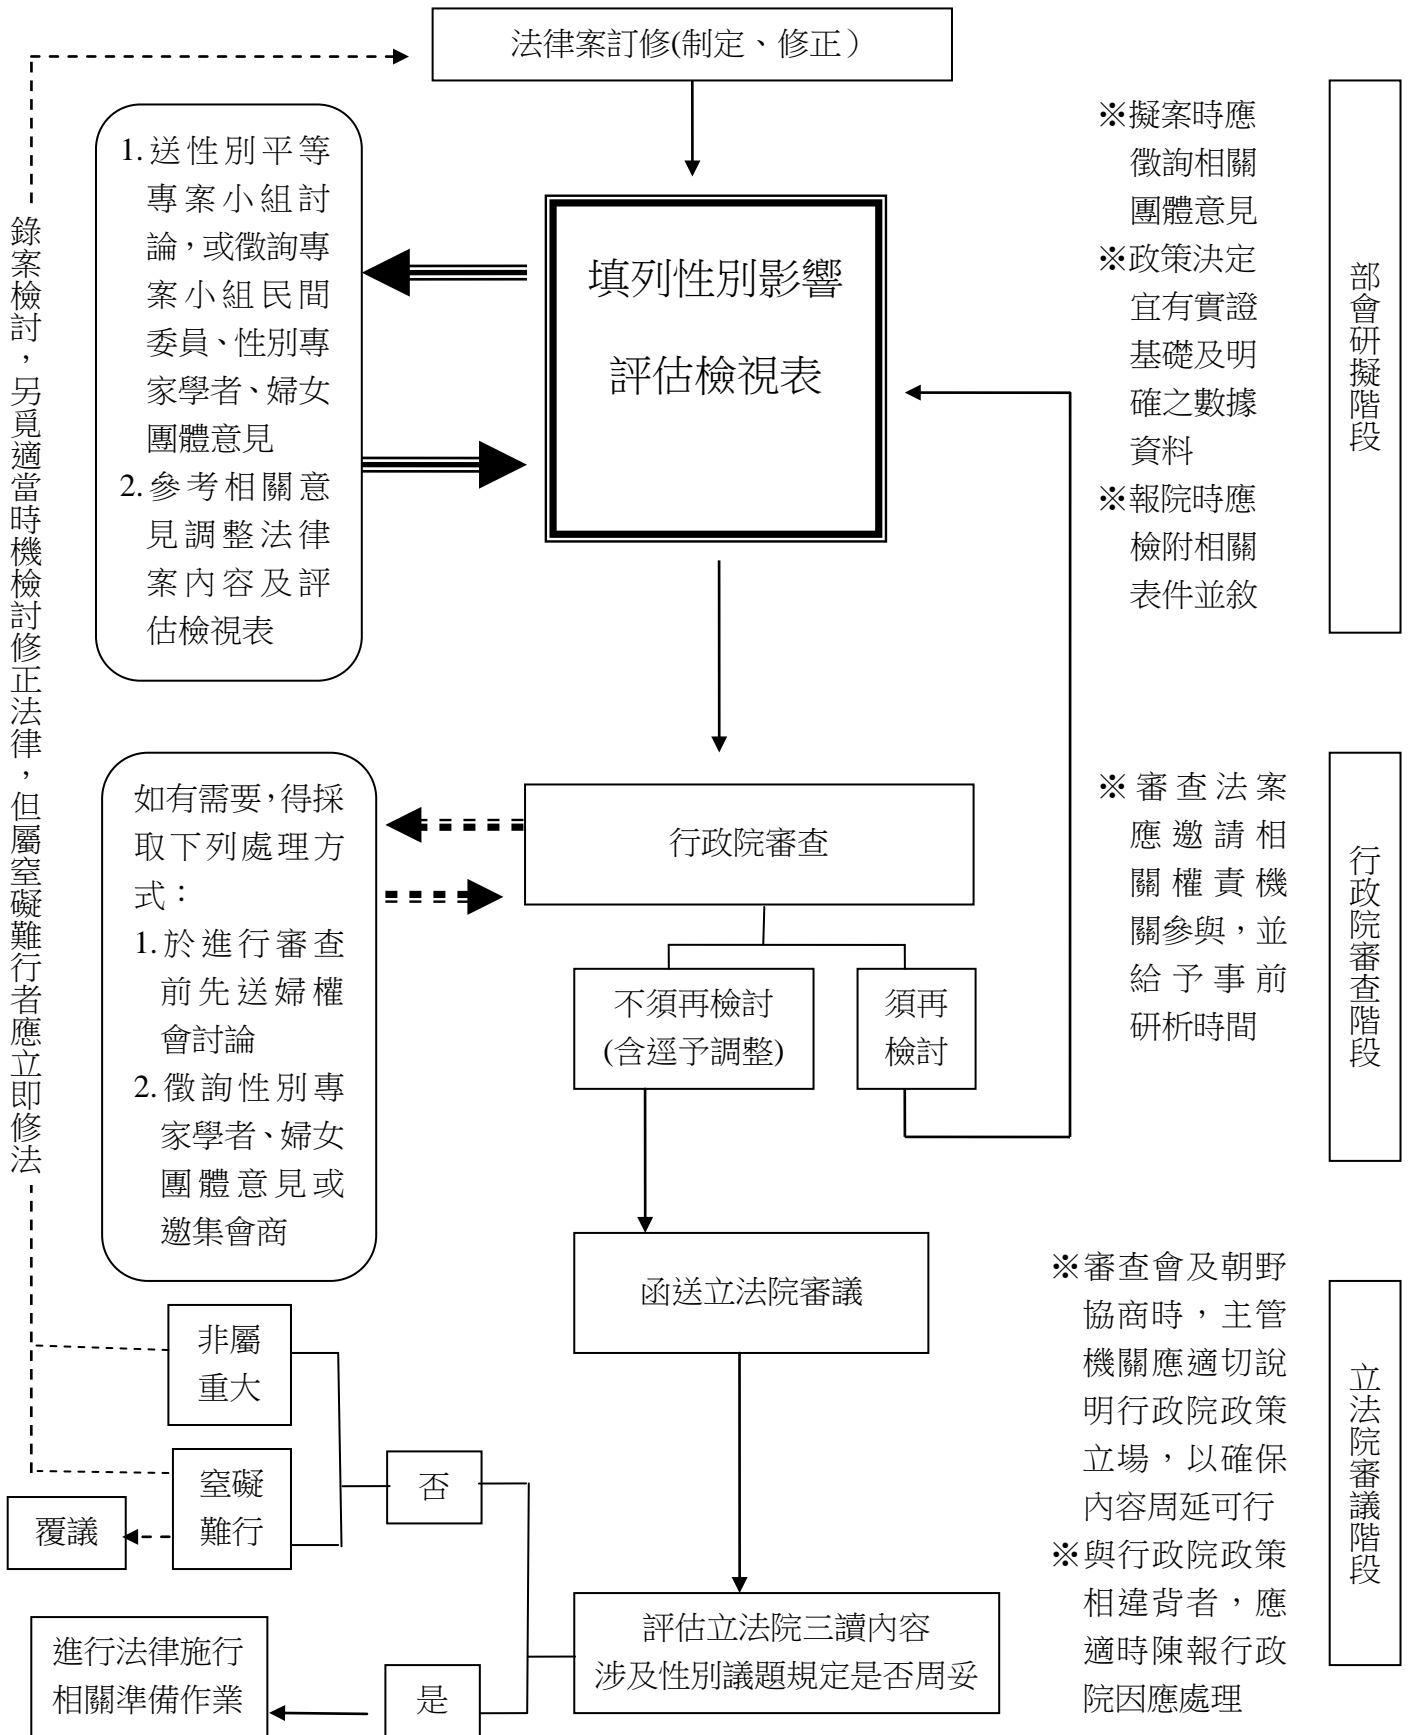 法律案訂修(制定、修正）
1.送性別平等
專案小組討
論，或徵詢專
案小組民間
委員、性別專
家學者、婦女
團體意見
2.參考相關意
見調整法律
案內容及評
估檢視表
填列性別影響
評估檢視表
※擬案時應
徵詢相關
團體意見
※政策決定
宜有實證
基礎及明
確之數據
資料
※報院時應
檢附相關
表件並敘
部會研擬階段
錄案檢討，另覓適當時機檢討修正法律，但屬窒礙難行者應立即修法
如有需要，得採
取下列處理方
式：
1.於進行審查
前先送婦權
會討論
2.徵詢性別專
家學者、婦女
團體意見或
邀集會商
行政院審查
不須再檢討
(含逕予調整)
須再
檢討
※審查法案
應邀請相
關權責機
關參與，並
給予事前
研析時間
行政院審查階段
函送立法院審議
非屬
重大
窒礙
難行
覆議
否
評估立法院三讀內容
涉及性別議題規定是否周妥
是
進行法律施行
相關準備作業
※審查會及朝野
協商時，主管
機關應適切說
明行政院政策
立場，以確保
內容周延可行
※與行政院政策
相違背者，應
適時陳報行政
院因應處理
立法院審議階段